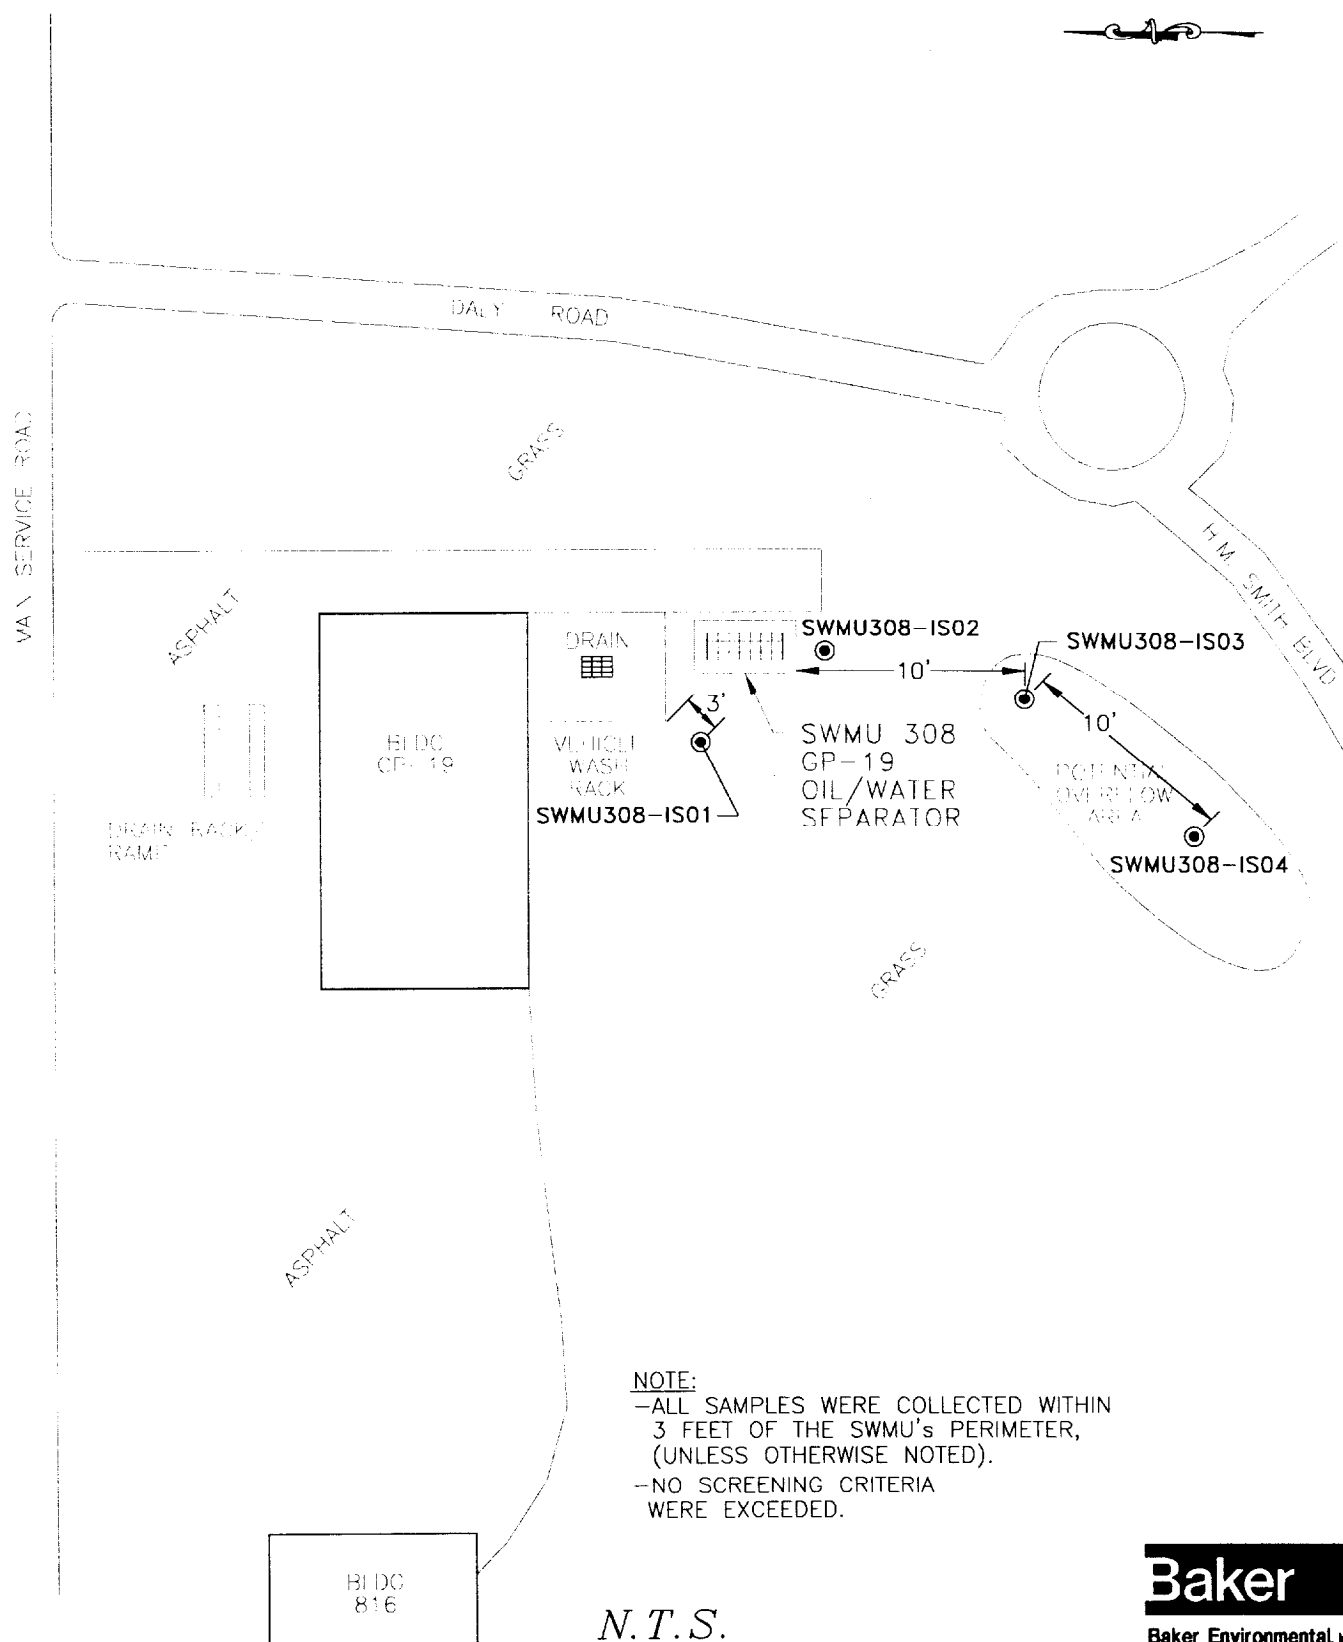 DALY ROAD
SERVICE ROAD
GRASS
H.M. SMITH BLVD
ASPHALT
DRAIN
SWMU308-IS02
SWMU308-IS03
10'
3'
10'
BLDG
GP-19
VEHICLE
WASH
RACK
SWMU 308
GP-19
OIL/WATER
SEPARATOR
POTENTIAL
OVERFLOW
AREA
SWMU308-IS01
DRAIN RACK/
RAMP
SWMU308-IS04
GRASS
ASPHALT
NOTE:
-ALL SAMPLES WERE COLLECTED WITHIN
3 FEET OF THE SWMU's PERIMETER,
(UNLESS OTHERWISE NOTED).
-NO SCREENING CRITERIA
WERE EXCEEDED.
BLDG
816
N.T.S.
Baker
Baker Environmental